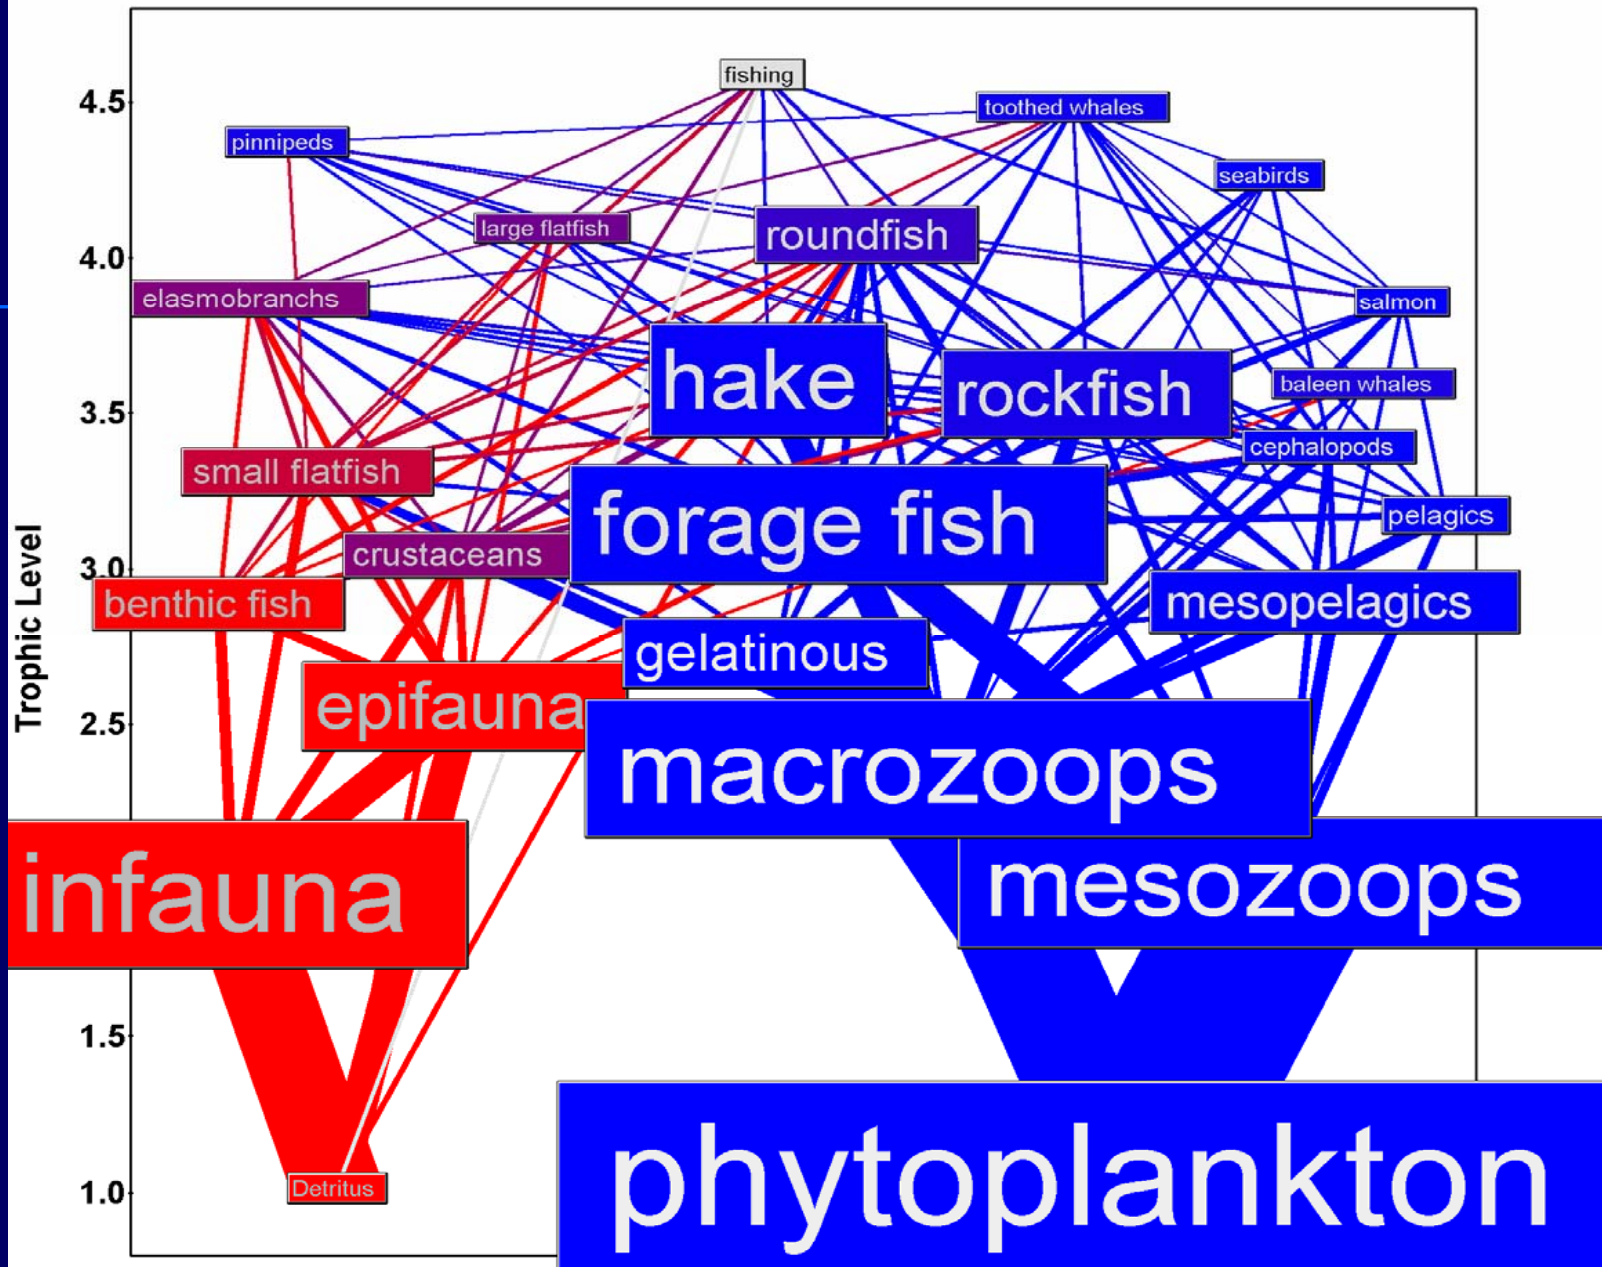 fishing
4.5
toothed whales
pinnipeds
seabirds
large flatfish
roundfish
4.0
elasmobranchs
salmon
hake
rockfish
baleen whales
3.5
cephalopods
small flatfish
forage fish
pelagics
crustaceans
3.0
benthic fish
mesopelagics
Trophic Level
gelatinous
epifauna
2.5
macrozoops
infauna
mesozoops
1.5
phytoplankton
Detritus
1.0